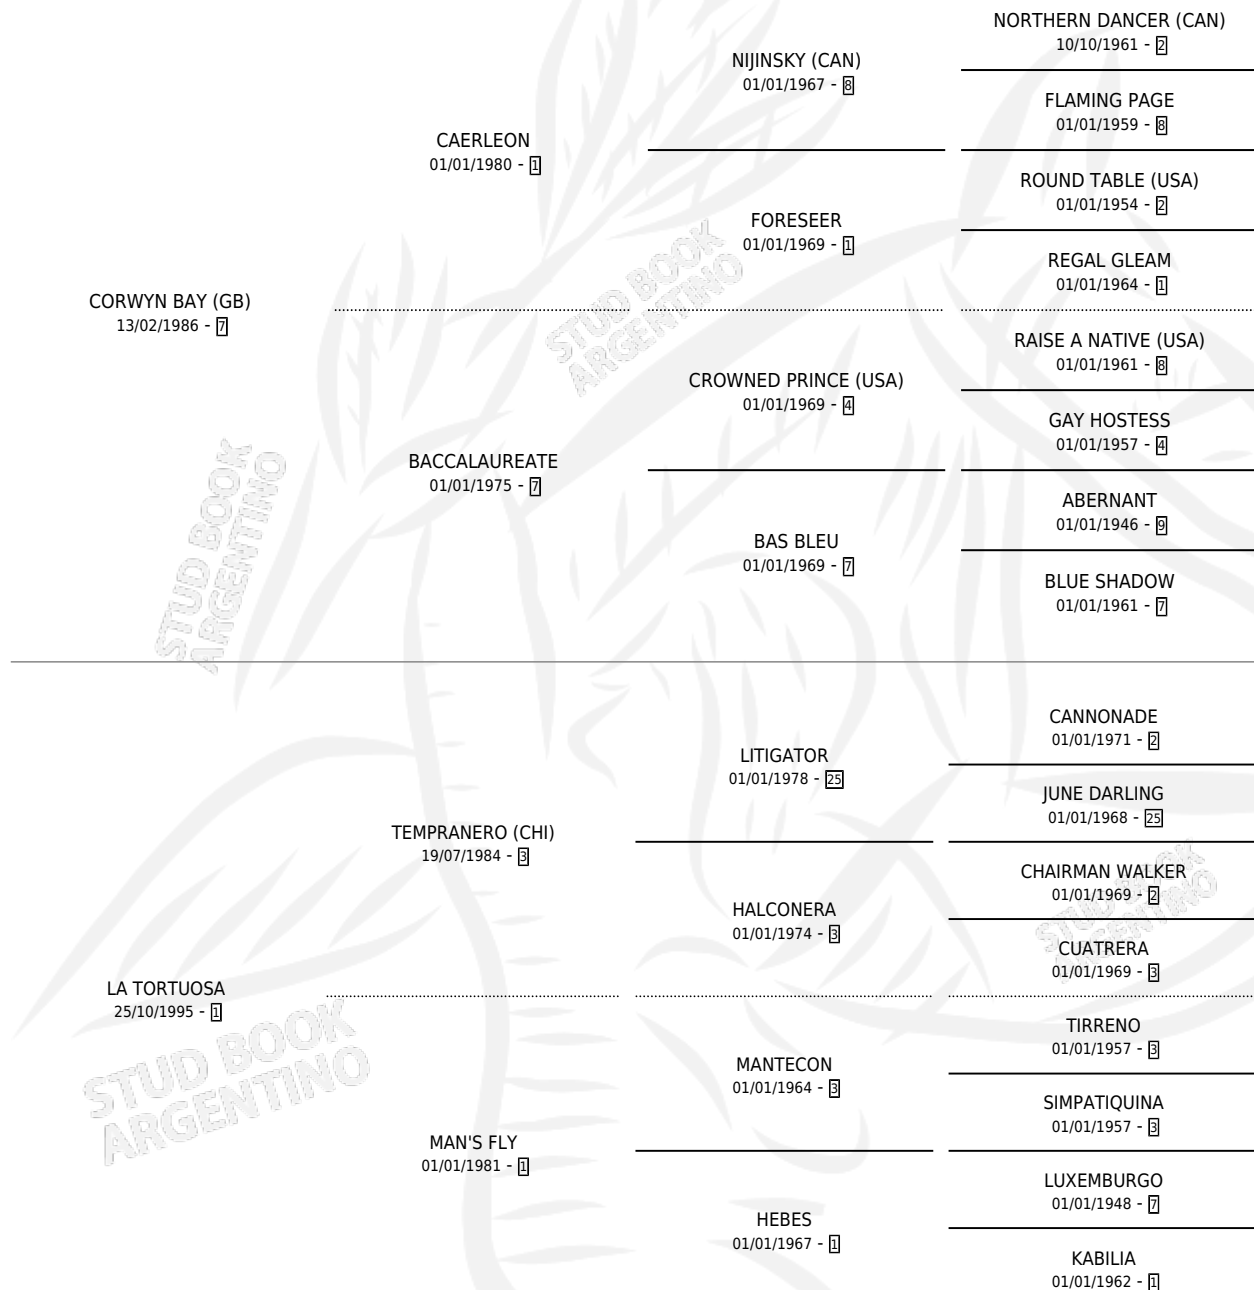 NORTHERN DANCER (CAN)
10/10/1961 - 2
NIJINSKY (CAN)
01/01/1967 - 8
FLAMING PAGE
01/01/1959 - 8
CAERLEON
01/01/1980 - 1
ROUND TABLE (USA)
01/01/1954 - 2
FORESEER
01/01/1969 - 1
REGAL GLEAM
01/01/1964 - 1
CORWYN BAY (GB)
13/02/1986 - 7
RAISE A NATIVE (USA)
01/01/1961 - 8
CROWNED PRINCE (USA)
01/01/1969 - 4
GAY HOSTESS
01/01/1957 - 4
BACCALAUREATE
01/01/1975 - 7
ABERNANT
01/01/1946 - 9
BAS BLEU
01/01/1969 - 7
BLUE SHADOW
01/01/1961 - 7
STUD BOOK
ARGENTINO
STUD BOOK
ARGENTINO
CANNONADE
01/01/1971 - 2
LITIGATOR
01/01/1978 - 25
JUNE DARLING
01/01/1968 - 25
TEMPRANERO (CHI)
19/07/1984 - 3
CHAIRMAN WALKER
01/01/1969 - 2
HALCONERA
01/01/1974 - 3
CUATRERA
01/01/1969 - 3
STUD BOOK
ARGENTINO
LA TORTUOSA
25/10/1995 - 1
TIRRENO
01/01/1957 - 3
MANTECON
01/01/1964 - 3
SIMPATIQUINA
01/01/1957 - 3
STUD BOOK
ARGENTINO
MAN'S FLY
01/01/1981 - 1
LUXEMBURGO
01/01/1948 - 7
HEBES
01/01/1967 - 1
KABILIA
01/01/1962 - 1